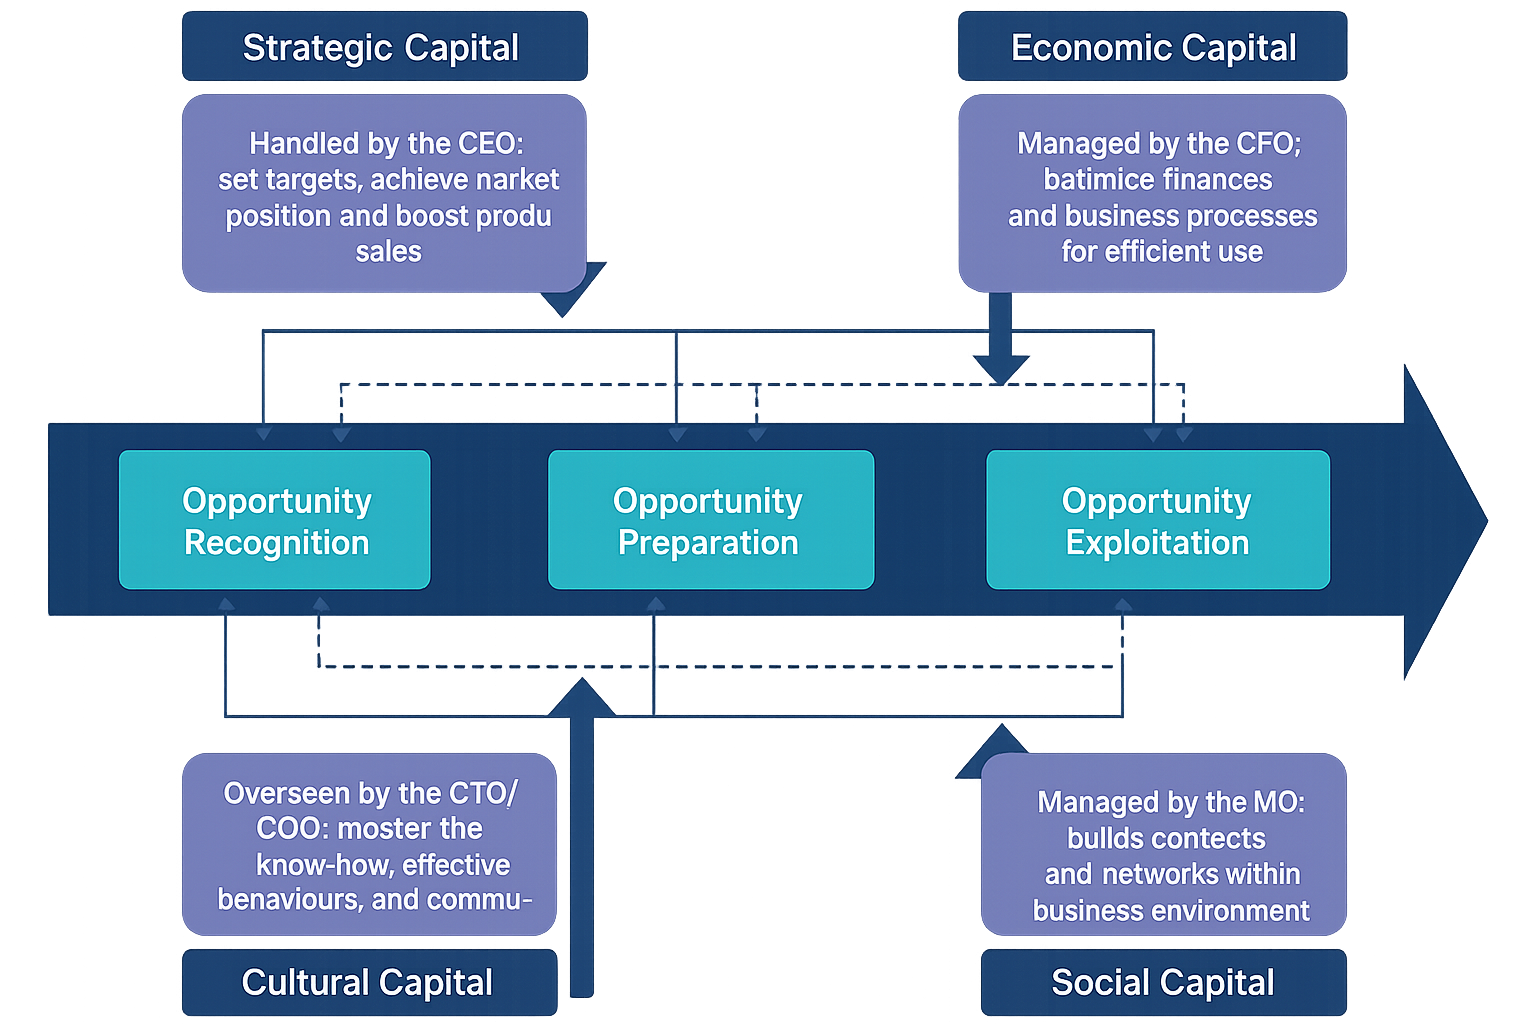 Strategic Capital
Handled by the CEO:
set targets, achieve narket
position and boost produ
sales
Economic Capital
Managed by the CFO;
batimice finances
and business processes
for efficient use
Opportunity
Recognition
Opportunity
Preparation
Opportunity
Exploitation
Overseen by the CTO/
COO: moster the
know-how, effective
benaviours, and commu-
Cultural Capital
Managed by the MO:
bullds contects
and networks within
business environment
Social Capital